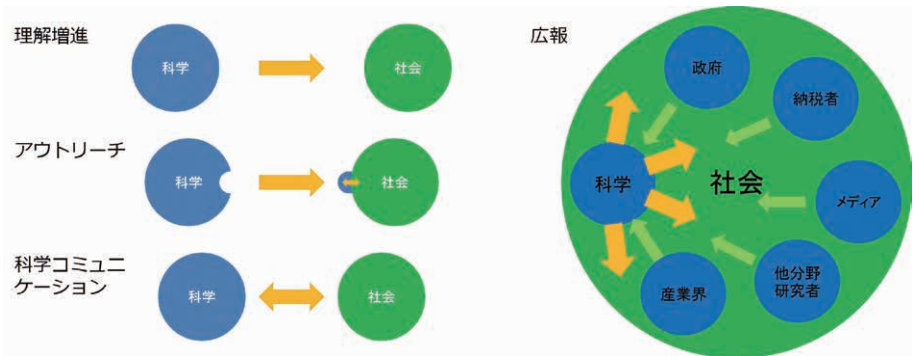 理解増進
科学
社会
アウトリーチ
科学
社会
科学コミュニ
ケーション
科学
社会
広報
政府
納税者
科学
社会
メディア
他分野
研究者
産業界